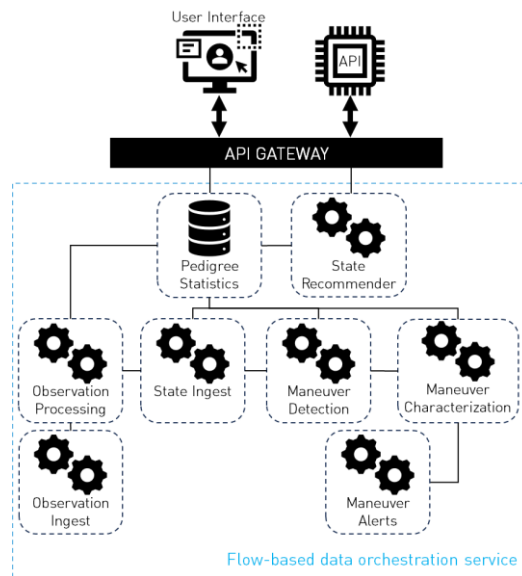 User Interface
API
API GATEWAY
Pedigree
Statistics
State
Recommender
Observation
Processing
State Ingest
Maneuver
Detection
Maneuver
Characterization
Observation
Ingest
Maneuver
Alerts
Flow-based data orchestration service